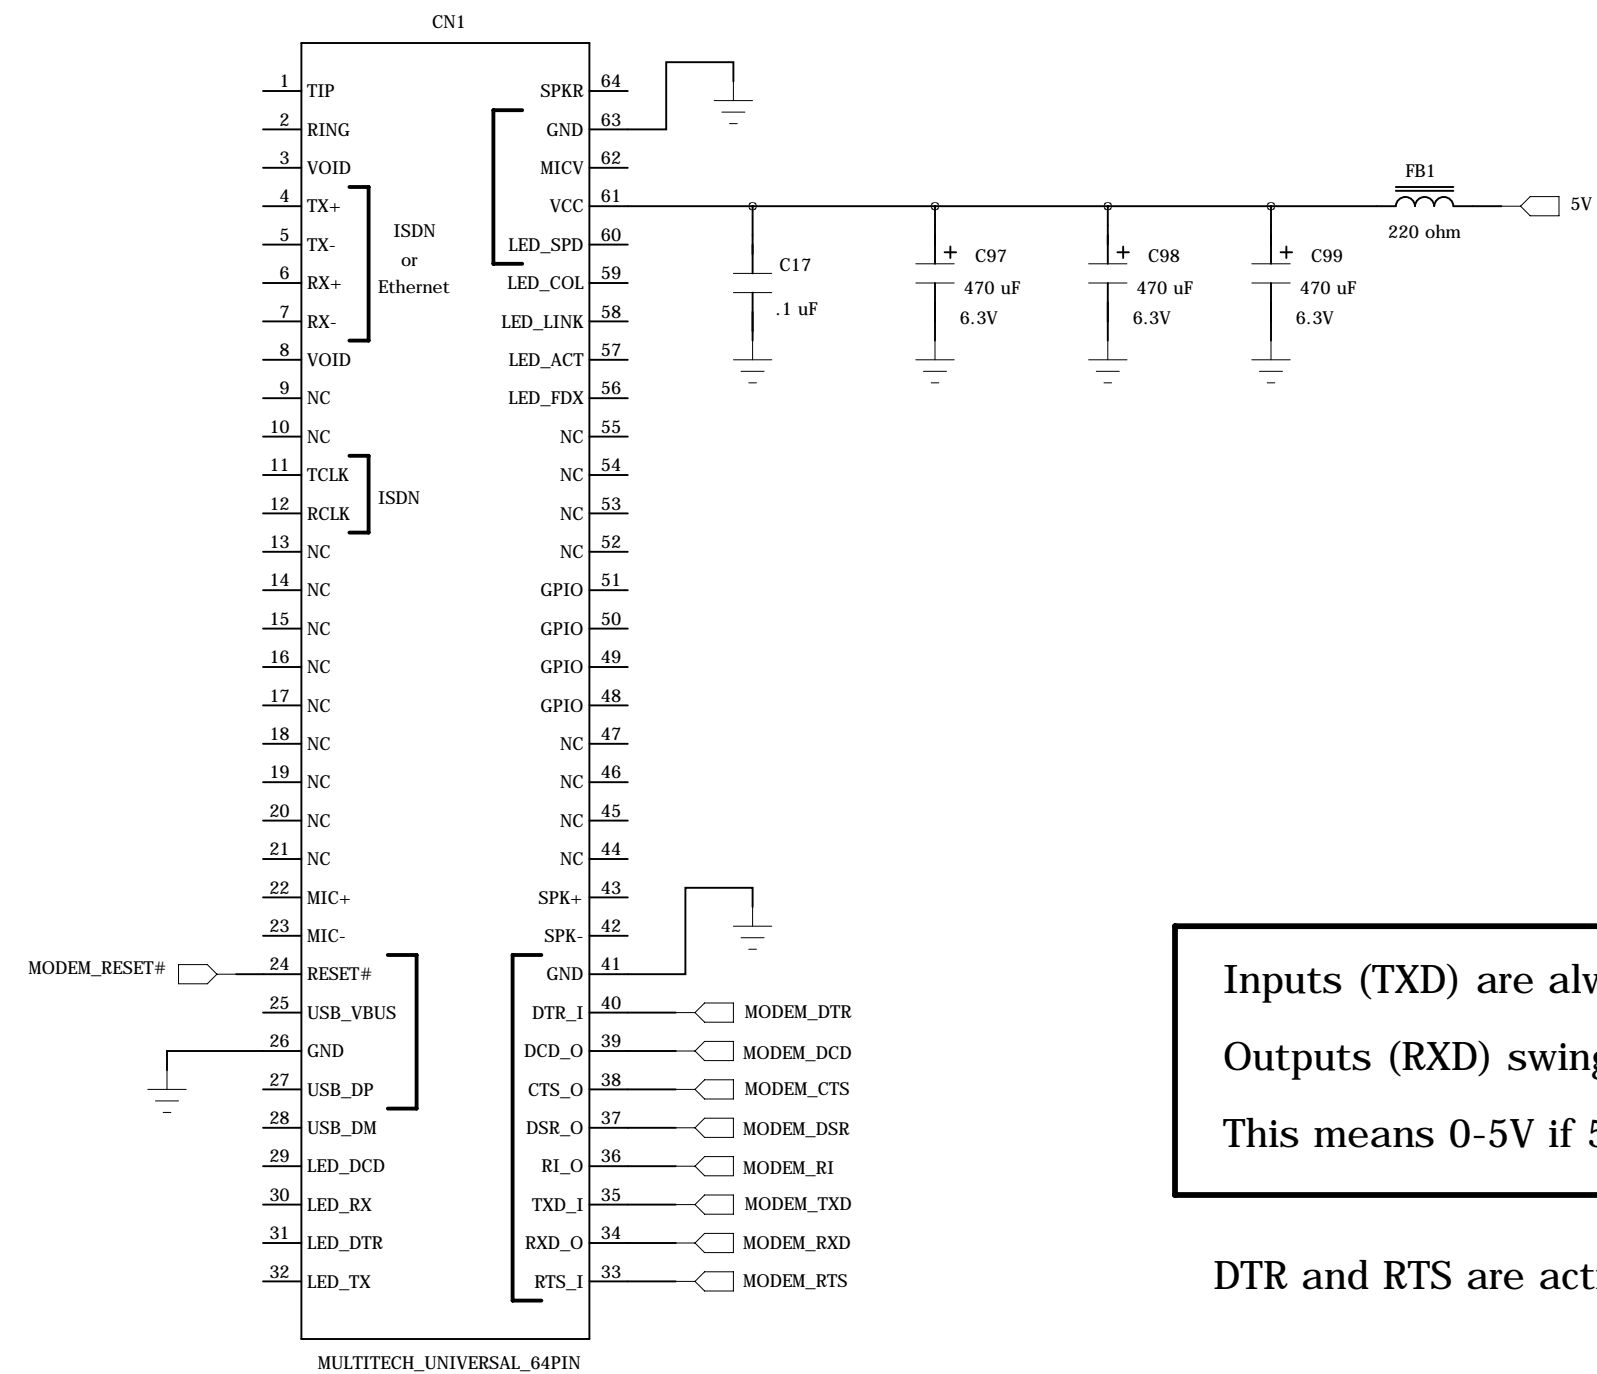 CN1
1 TIP
2 RING
3 VOID
4 TX+
5 TX-
6 RX+
7 RX-
8 VOID
9 NC
10 NC
11 TCLK
12 RCLK
13 NC
14 NC
15 NC
16 NC
17 NC
18 NC
19 NC
20 NC
21 NC
22 MIC+
23 MIC-
MODEM_RESET# 24 RESET#
25 USB_VBUS
26 GND
27 USB_DP
28 USB_DM
29 LED_DCD
30 LED_RX
31 LED_DTR
32 LED_TX
ISDN
or
Ethernet
ISDN
SPKR 64
GND 63
MICV 62
VCC 61
LED_SPD 60
LED_COL 59
LED_LINK 58
LED_ACT 57
LED_FDX 56
NC 55
NC 54
NC 53
NC 52
GPIO 51
GPIO 50
GPIO 49
GPIO 48
NC 47
NC 46
NC 45
NC 44
SPK+ 43
SPK- 42
GND 41
DTR_I 40 MODEM_DTR
DCD_O 39 MODEM_DCD
CTS_O 38 MODEM_CTS
DSR_O 37 MODEM_DSR
RI_O 36 MODEM_RI
TXD_I 35 MODEM_TXD
RXD_O 34 MODEM_RXD
RTS_I 33 MODEM_RTS
MULTITECH_UNIVERSAL_64PIN
C17
.1 uF
+ C97
470 uF
6.3V
+ C98
470 uF
6.3V
+ C99
470 uF
6.3V
FB1
220 ohm
5V
Inputs (TXD) are
Outputs (RXD)
This means 0-5V if
DTR and RTS are